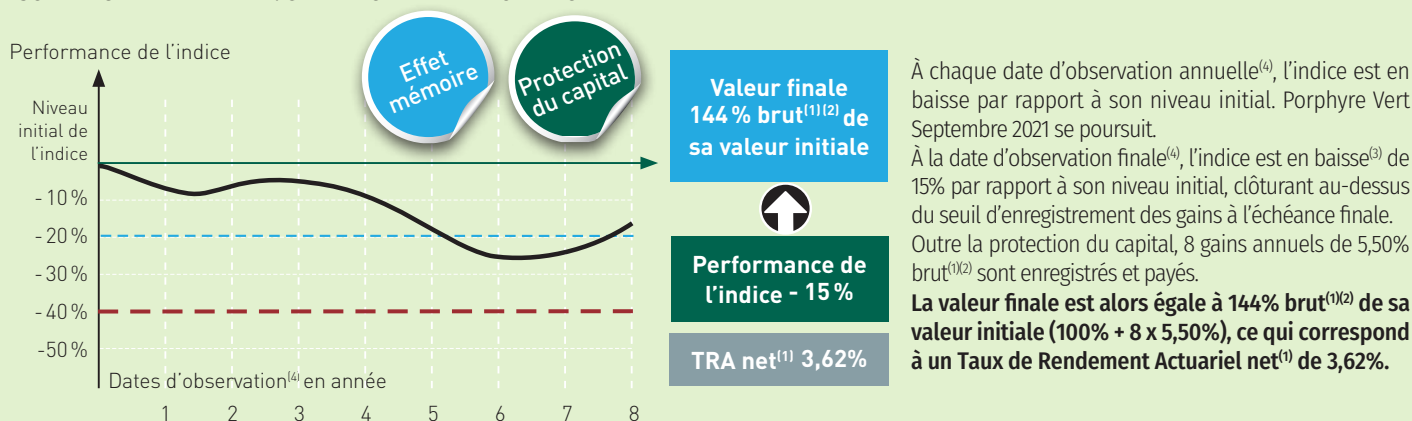 Performance de l'indice
Effet
mémoire
Protection
du capital
Niveau
initial de
l'indice
- 10 %
- 20 %
- 30 %
- 40 %
-50 %
Dates d'observation(4) en année
1 2 3 4 5 6 7 8
Valeur finale
144 % brut(1)(2) de
sa valeur initiale
Performance de
l'indice - 15 %
TRA net(1) 3,62%
À chaque date d'observation annuelle(4), l'indice est en
baisse par rapport à son niveau initial. Porphyre Vert
Septembre 2021 se poursuit.
À la date d'observation finale(4), l'indice est en baisse(3) de
15% par rapport à son niveau initial, clôturant au-dessus
du seuil d'enregistrement des gains à l'échéance finale.
Outre la protection du capital, 8 gains annuels de 5,50%
brut(1)(2) sont enregistrés et payés.
La valeur finale est alors égale à 144% brut(1)(2) de sa
valeur initiale (100% + 8 x 5,50%), ce qui correspond
à un Taux de Rendement Actuariel net(1) de 3,62%.